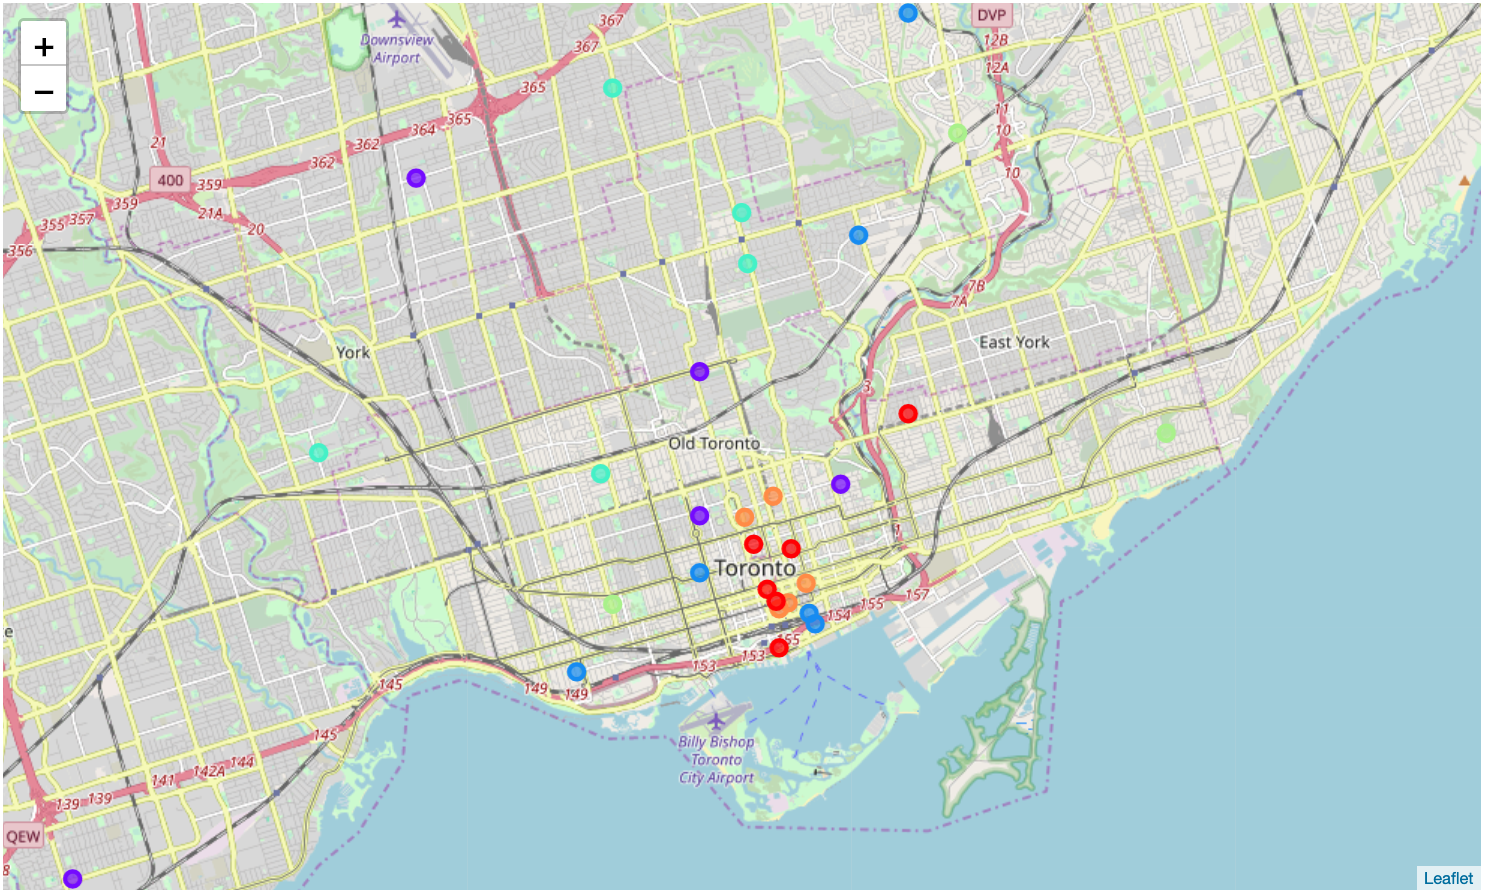 +
−
Downsview
Airport
367
367
DVP
12B
12A
365
365
364
362
362
11
10
10
21
400
359
359
357
355
356
21A
20
7B
7A
York
East York
3
Old Toronto
1
Toronto
157
155
154
155
153
153
149
149
145
145
144
142A
141
139
139
QEW
8
e
Billy Bishop
Toronto
City Airport
Leaflet